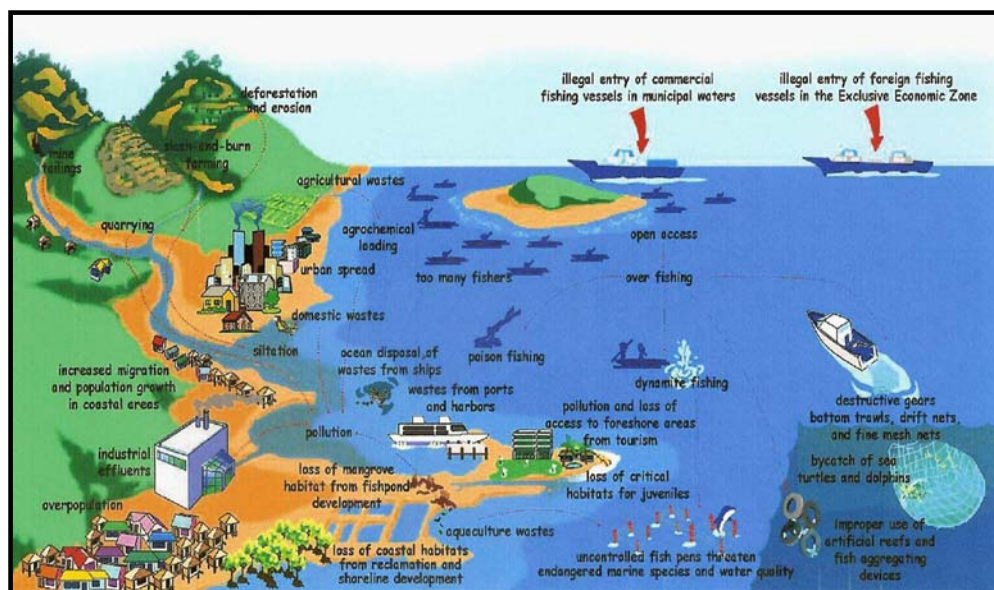 illegal entry of commercial
fishing vessels in municipal waters
illegal entry of foreign fishing
vessels in the Exclusive Economic Zone
deforestation
and erosion
mine
tailings
slash-and-burn
farming
agricultural wastes
quarrying
agrochemical
loading
open access
urban spread
too many fishers
over fishing
domestic wastes
siltation
ocean disposal of
wastes from ships
poison fishing
increased migration
and population growth
in coastal areas
dynamite fishing
wastes from ports
and harbors
destructive gears
bottom trawls, drift nets,
and fine mesh nets
pollution
pollution and loss of
access to foreshore areas
from tourism
industrial
effluents
loss of mangrove
habitat from fishpond
development
loss of critical
habitats for juveniles
bycatch of sea
turtles and dolphins
overpopulation
aquaculture wastes
improper use of
artificial reefs and
fish aggregating
devices
loss of coastal habitats
from reclamation and
shoreline development
uncontrolled fish pens threaten
endangered marine species and water quality